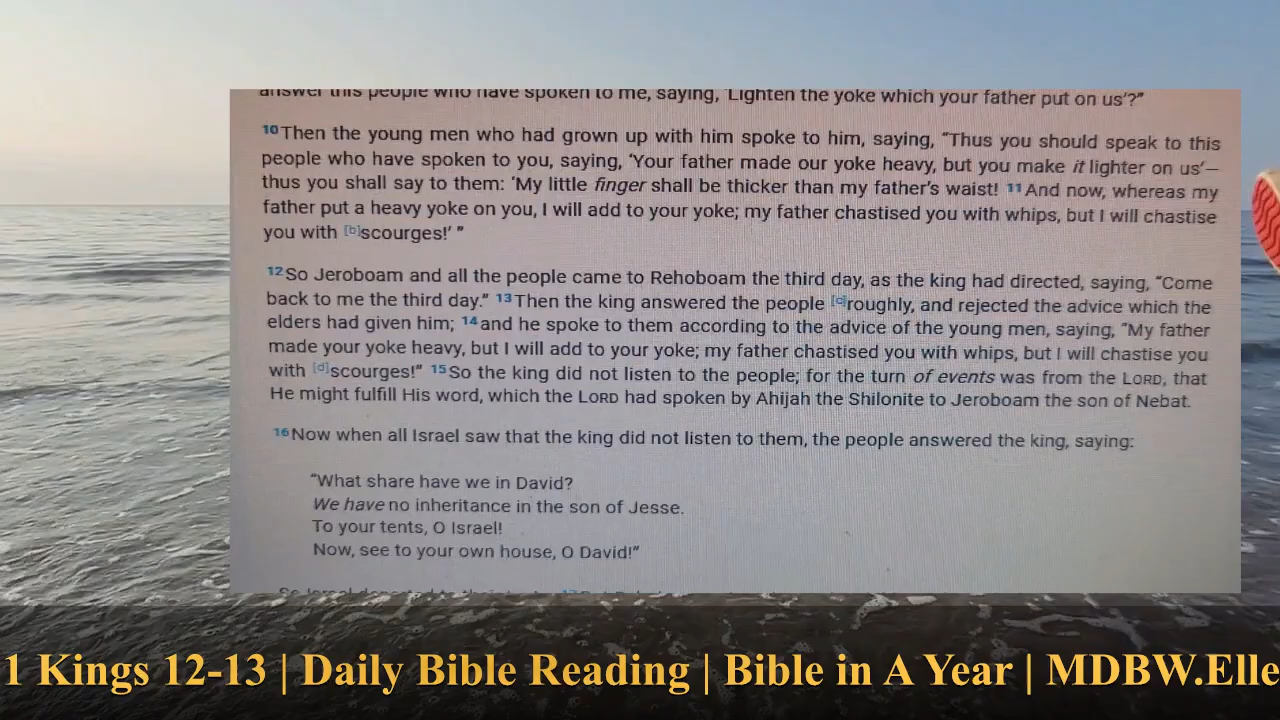 answer this people who have spoken to me, saying, 'Lighten the yoke which your father put on us'?"
10Then the young men who had grown up with him spoke to him, saying, "Thus you should speak to this
people who have spoken to you, saying, 'Your father made our yoke heavy, but you make it lighter on us'—
thus you shall say to them: 'My little finger shall be thicker than my father's waist! 11And now, whereas my
father put a heavy yoke on you, I will add to your yoke; my father chastised you with whips, but I will chastise
you with [b]scourges!' "
12So Jeroboam and all the people came to Rehoboam the third day, as the king had directed, saying, "Come
back to me the third day." 13Then the king answered the people [c]roughly, and rejected the advice which the
elders had given him; 14and he spoke to them according to the advice of the young men, saying, "My father
made your yoke heavy, but I will add to your yoke; my father chastised you with whips, but I will chastise you
with [d]scourges!" 15So the king did not listen to the people; for the turn of events was from the LORD, that
He might fulfill His word, which the LORD had spoken by Ahijah the Shilonite to Jeroboam the son of Nebat.
16Now when all Israel saw that the king did not listen to them, the people answered the king, saying:
"What share have we in David?
We have no inheritance in the son of Jesse.
To your tents, O Israel!
Now, see to your own house, O David!"
So Israel departed to their
1 Kings 12-13 | Daily Bible Reading | Bible in A Year | MDBW.Elle